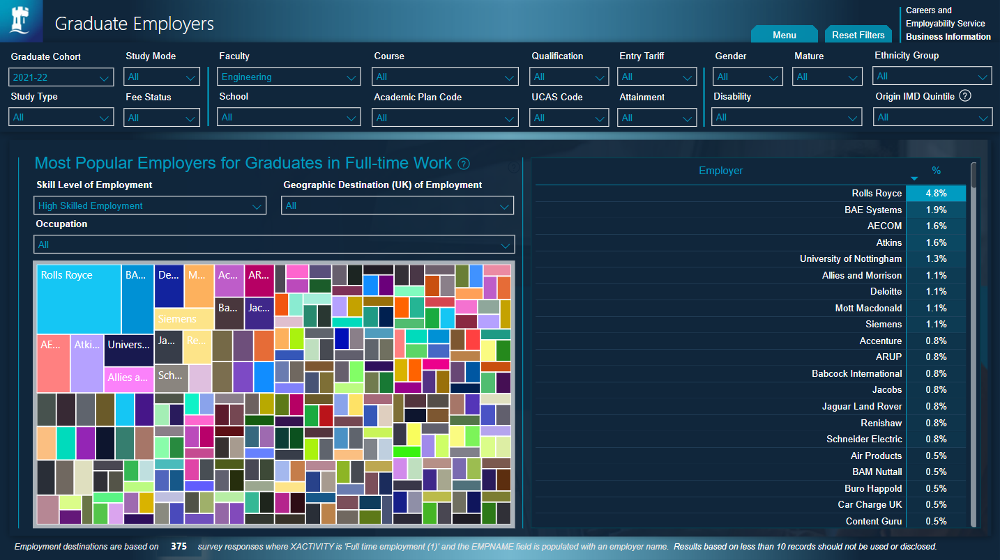 Graduate Employers
Menu
Reset Filters
Careers and
Employability Service
Business Information
Graduate Cohort
2021-22
Study Mode
All
Faculty
Engineering
Course
All
Qualification
All
Entry Tariff
All
Gender
All
Mature
All
Ethnicity Group
All
Study Type
All
Fee Status
All
School
All
Academic Plan Code
All
UCAS Code
All
Attainment
All
Disability
All
Origin IMD Quintile ?
All
Most Popular Employers for Graduates in Full-time Work ?
Skill Level of Employment
High Skilled Employment
Geographic Destination (UK) of Employment
All
Occupation
All
Rolls Royce
BA...
De...
M...
Ac...
AR...
Siemens
Ba...
Jac...
AE...
Atki...
Univers...
Ja...
Re...
Allies a...
Sch...
Employer %
Rolls Royce 4.8%
BAE Systems 1.9%
AECOM 1.6%
Atkins 1.6%
University of Nottingham 1.3%
Allies and Morrison 1.1%
Deloitte 1.1%
Mott Macdonald 1.1%
Siemens 1.1%
Accenture 0.8%
ARUP 0.8%
Babcock International 0.8%
Jacobs 0.8%
Jaguar Land Rover 0.8%
Renishaw 0.8%
Schneider Electric 0.8%
Air Products 0.5%
BAM Nuttall 0.5%
Buro Happold 0.5%
Car Charge UK 0.5%
Content Guru 0.5%
Employment destinations are based on 375 survey responses where XACTIVITY is 'Full time employment (1)' and the EMPNAME field is populated with an employer name. Results based on less than 10 records should not be used or disclosed.